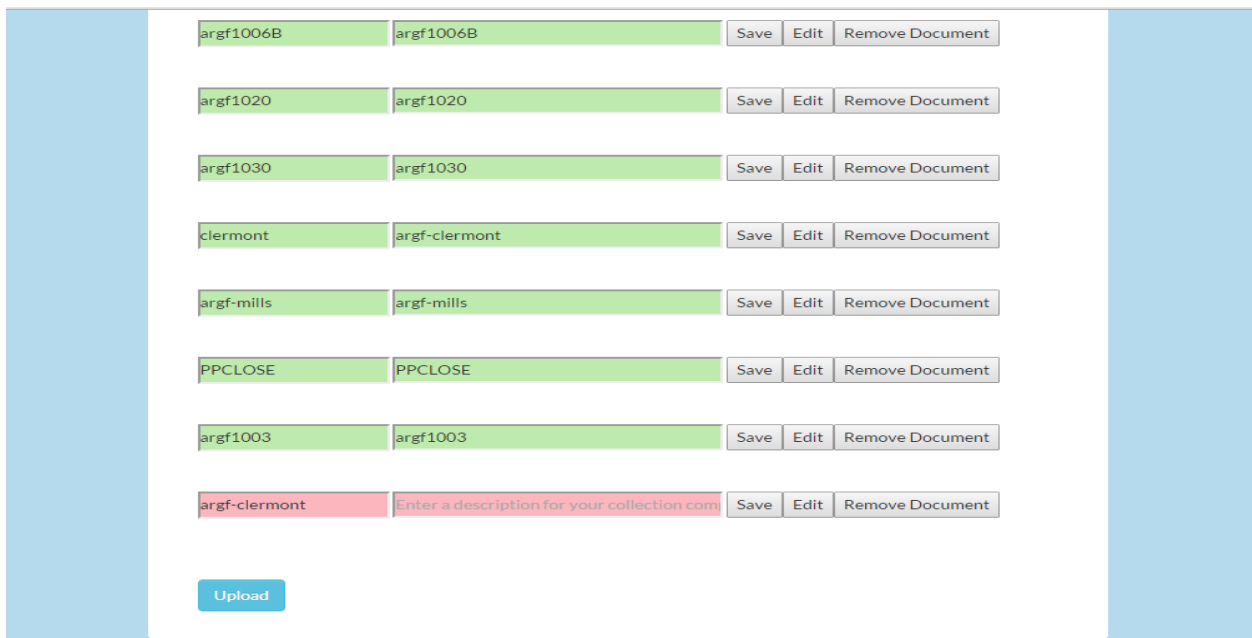 argf1006B argf1006B Save Edit Remove Document
argf1020 argf1020 Save Edit Remove Document
argf1030 argf1030 Save Edit Remove Document
clermont argf-clermont Save Edit Remove Document
argf-mills argf-mills Save Edit Remove Document
PPCLOSE PPCLOSE Save Edit Remove Document
argf1003 argf1003 Save Edit Remove Document
argf-clermont Enter a description for your collection com Save Edit Remove Document
Upload